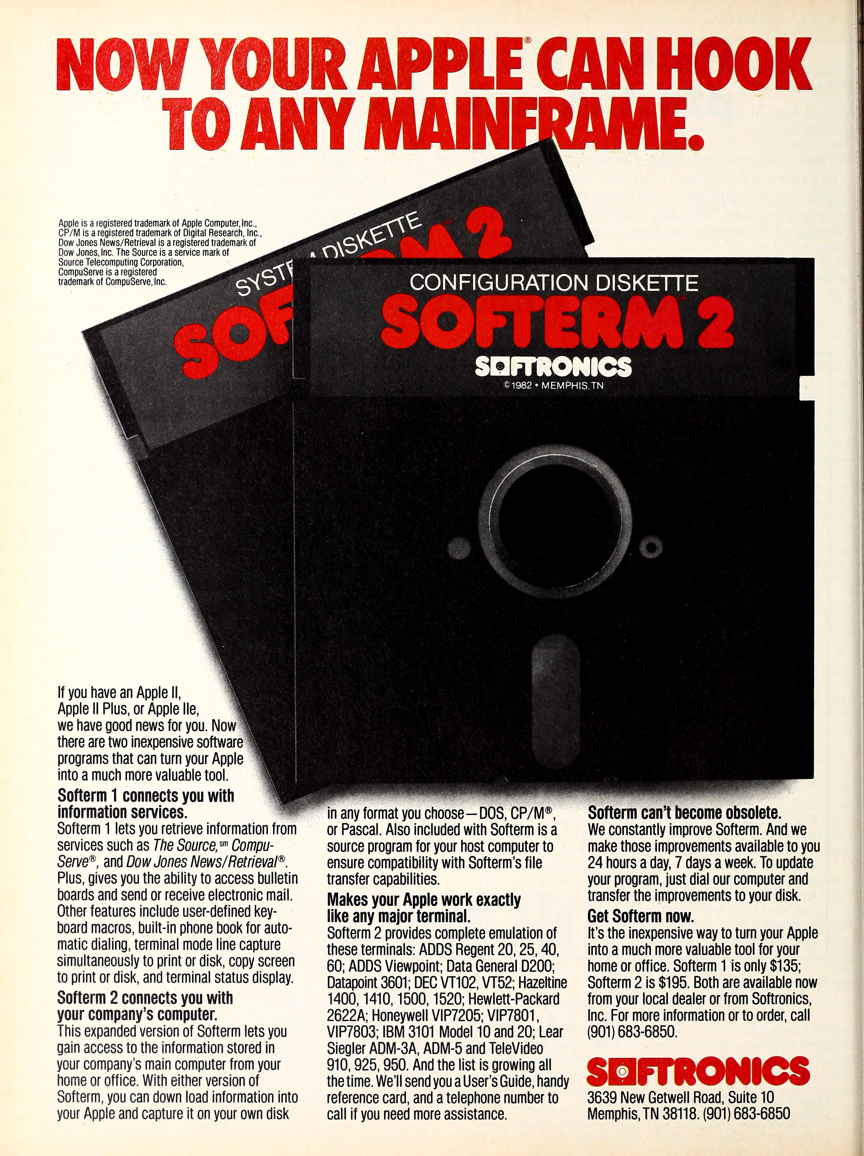 NOW YOUR APPLE® CAN HOOK
TO ANY MAINFRAME.
Apple is a registered trademark of Apple Computer, Inc.,
CP/M is a registered trademark of Digital Research, Inc.,
Dow Jones News/Retrieval is a registered trademark of
Dow Jones, Inc. The Source is a service mark of
Source Telecomputing Corporation,
CompuServe is a registered
trademark of CompuServe, Inc.
DISKETTE
SOF
M™ 2
CONFIGURATION DISKETTE
SOFTERM™ 2
SOFTRONICS
© 1982 • MEMPHIS, TN
If you have an Apple II,
Apple II Plus, or Apple IIe,
we have good news for you. Now
there are two inexpensive software
programs that can turn your Apple
into a much more valuable tool.
Softerm 1 connects you with
information services.
Softerm 1 lets you retrieve information from
services such as The Source,℠ Compu-
Serve®, and Dow Jones News/Retrieval®.
Plus, gives you the ability to access bulletin
boards and send or receive electronic mail.
Other features include user-defined key-
board macros, built-in phone book for auto-
matic dialing, terminal mode line capture
simultaneously to print or disk, copy screen
to print or disk, and terminal status display.
Softerm 2 connects you with
your company's computer.
This expanded version of Softerm lets you
gain access to the information stored in
your company's main computer from your
home or office. With either version of
Softerm, you can down load information into
your Apple and capture it on your own disk
in any format you choose—DOS, CP/M®,
or Pascal. Also included with Softerm is a
source program for your host computer to
ensure compatibility with Softerm's file
transfer capabilities.
Makes your Apple work exactly
like any major terminal.
Softerm 2 provides complete emulation of
these terminals: ADDS Regent 20, 25, 40,
60; ADDS Viewpoint; Data General D200;
Datapoint 3601; DEC VT102, VT52; Hazeltine
1400, 1410, 1500, 1520; Hewlett-Packard
2622A; Honeywell VIP7205; VIP7801,
VIP7803; IBM 3101 Model 10 and 20; Lear
Siegler ADM-3A, ADM-5 and TeleVideo
910, 925, 950. And the list is growing all
the time. We'll send you a User's Guide, handy
reference card, and a telephone number to
call if you need more assistance.
Softerm can't become obsolete.
We constantly improve Softerm. And we
make those improvements available to you
24 hours a day, 7 days a week. To update
your program, just dial our computer and
transfer the improvements to your disk.
Get Softerm now.
It's the inexpensive way to turn your Apple
into a much more valuable tool for your
home or office. Softerm 1 is only $135;
Softerm 2 is $195. Both are available now
from your local dealer or from Softronics,
Inc. For more information or to order, call
(901) 683-6850.
SOFTRONICS
3639 New Getwell Road, Suite 10
Memphis, TN 38118. (901) 683-6850